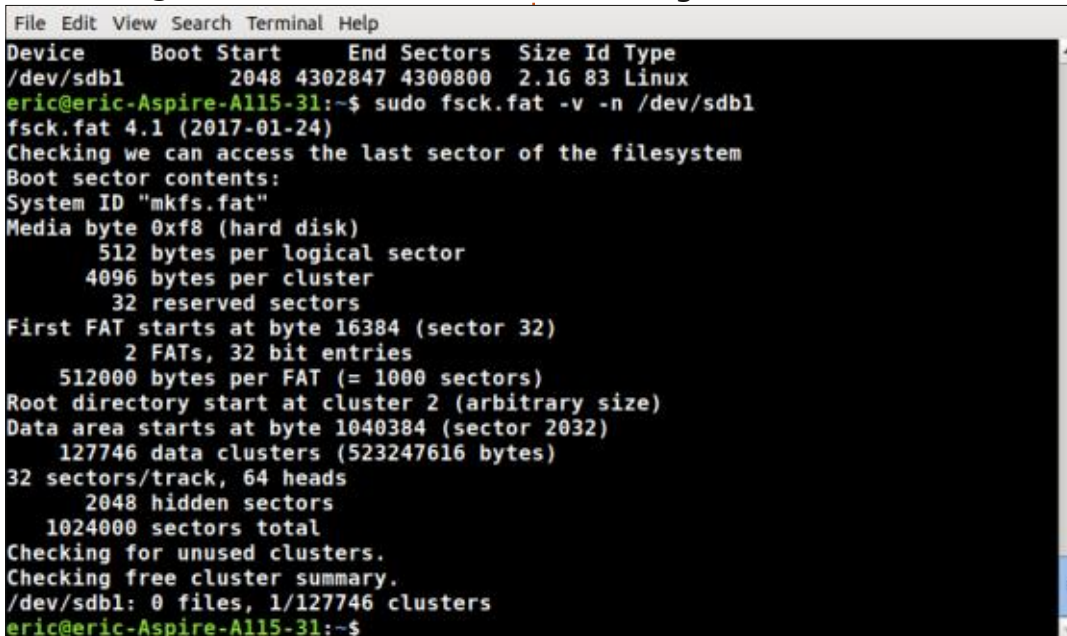 File Edit View Search Terminal Help
Device Boot Start End Sectors Size Id Type
/dev/sdb1 2048 4302847 4300800 2.1G 83 Linux
eric@eric-Aspire-A115-31:~$ sudo fsck.fat -v -n /dev/sdb1
fsck.fat 4.1 (2017-01-24)
Checking we can access the last sector of the filesystem
Boot sector contents:
System ID "mkfs.fat"
Media byte 0xf8 (hard disk)
512 bytes per logical sector
4096 bytes per cluster
32 reserved sectors
First FAT starts at byte 16384 (sector 32)
2 FATs, 32 bit entries
512000 bytes per FAT (= 1000 sectors)
Root directory start at cluster 2 (arbitrary size)
Data area starts at byte 1040384 (sector 2032)
127746 data clusters (523247616 bytes)
32 sectors/track, 64 heads
2048 hidden sectors
1024000 sectors total
Checking for unused clusters.
Checking free cluster summary.
/dev/sdb1: 0 files, 1/127746 clusters
eric@eric-Aspire-A115-31:~$